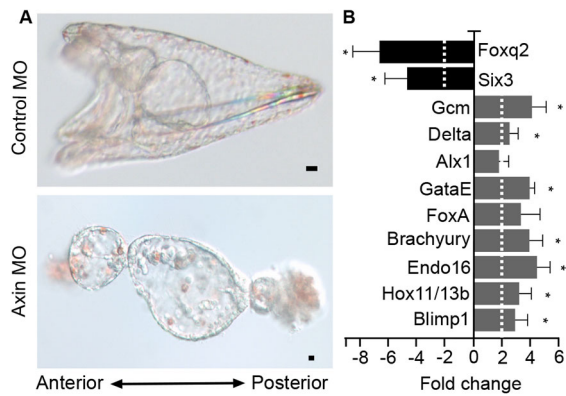 A
Control MO
Axin MO
Anterior Posterior
B
* Foxq2
* Six3
Gcm *
Delta *
Alx1
GataE *
FoxA
Brachyury *
Endo16 *
Hox11/13b *
Blimp1 *
-8 -6 -4 -2 0 2 4 6
Fold change